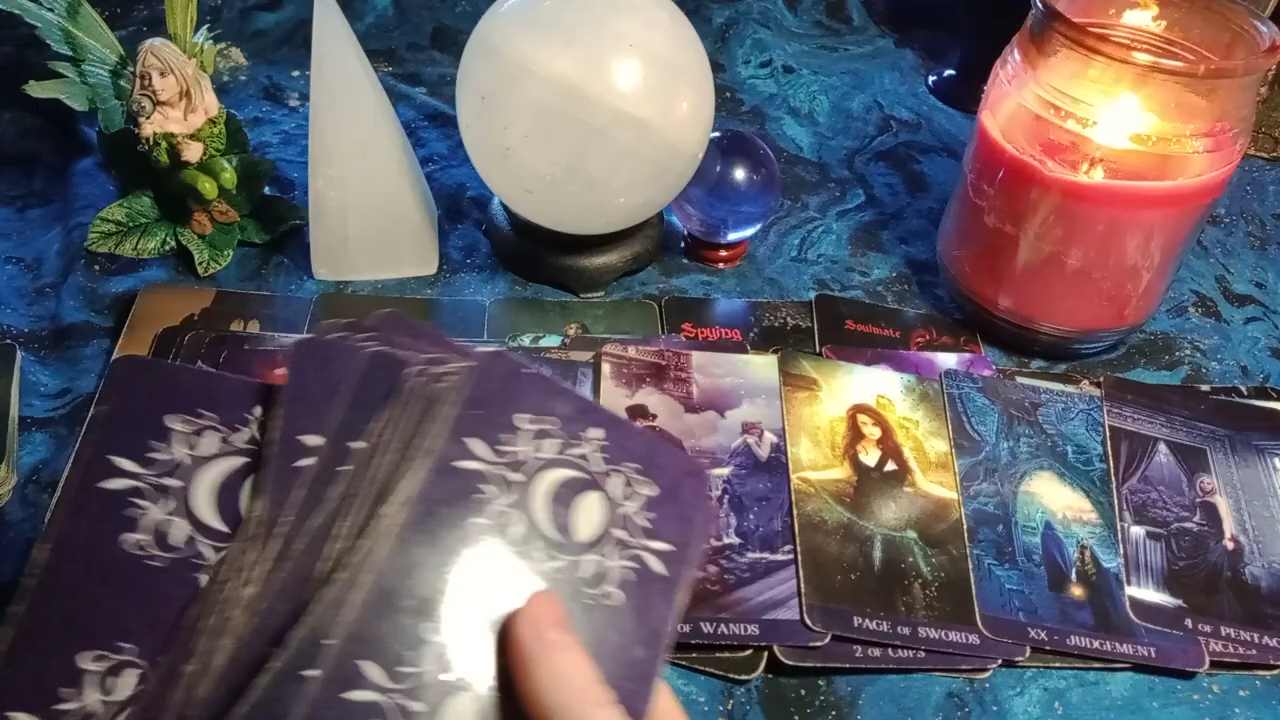 Spying
Soulmate
OF WANDS
PAGE OF SWORDS
XX - JUDGEMENT
4 OF PENTAC
2 OF CUPS